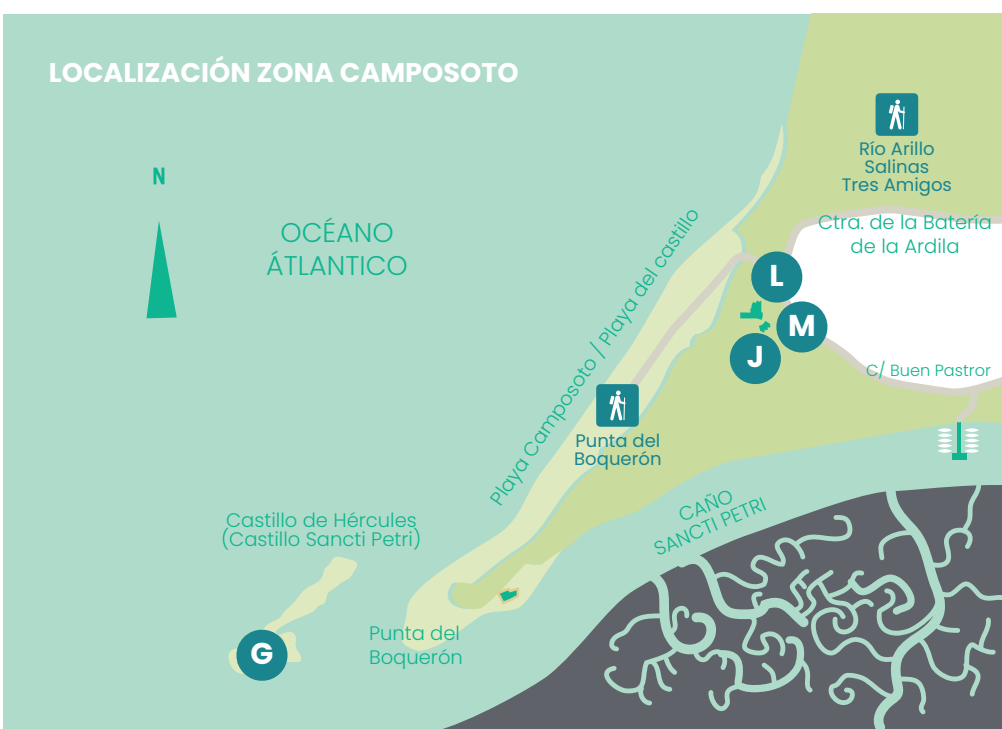 LOCALIZACIÓN ZONA CAMPOSOTO
N
OCÉANO
ÁTLANTICO
Río Arillo
Salinas
Tres Amigos
Ctra. de la Batería
de la Ardila
L
M
J
C/ Buen Pastror
Playa Camposoto / Playa del castillo
Punta del
Boquerón
CAÑO
SANCTI PETRI
Castillo de Hércules
(Castillo Sancti Petri)
G
Punta del
Boquerón